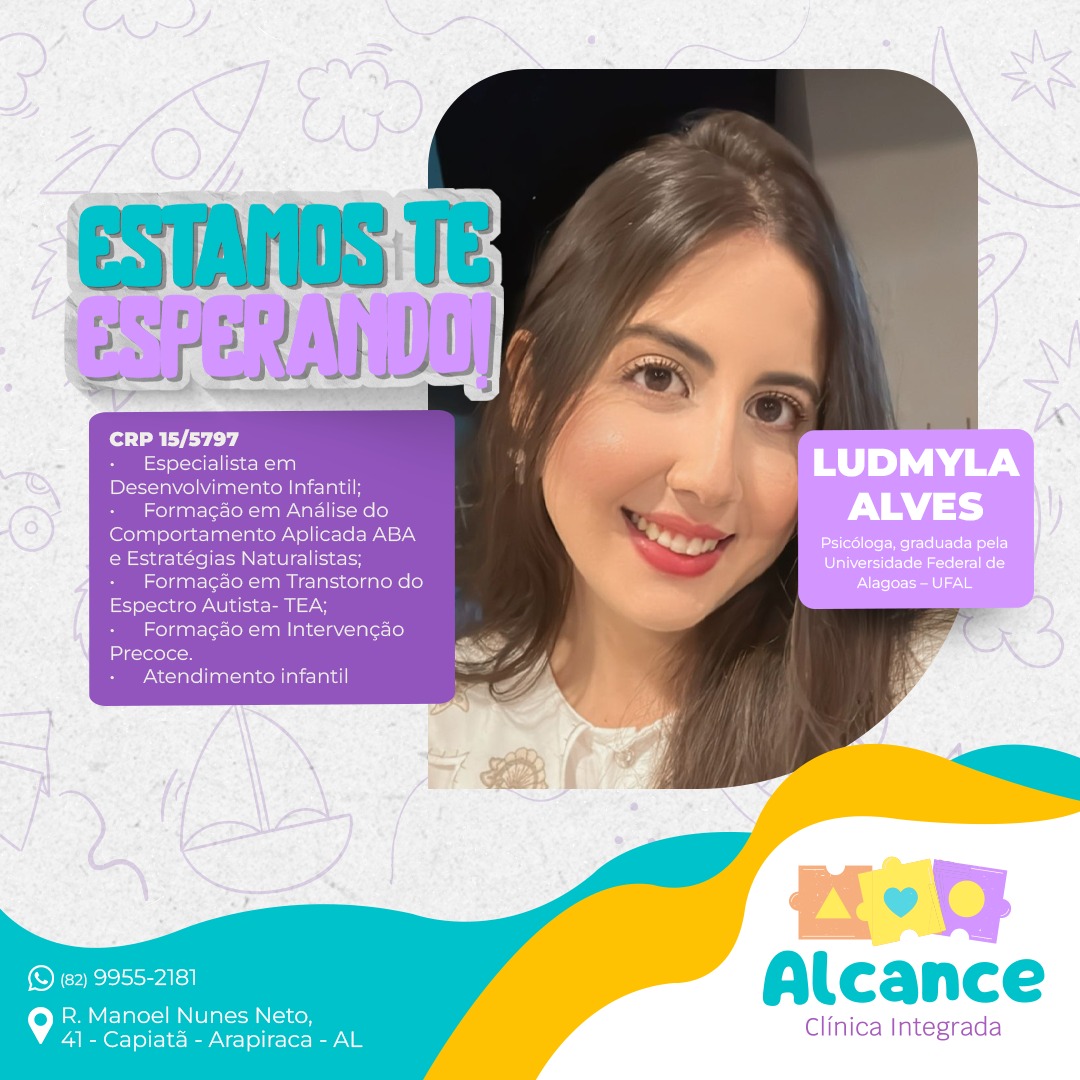 ESTAMOS TE
ESPERANDO!
CRP 15/5797
• Especialista em
Desenvolvimento Infantil;
• Formação em Análise do
Comportamento Aplicada ABA
e Estratégias Naturalistas;
• Formação em Transtorno do
Espectro Autista- TEA;
• Formação em Intervenção
Precoce.
• Atendimento infantil
LUDMYLA
ALVES
Psicóloga, graduada pela
Universidade Federal de
Alagoas – UFAL
(82) 9955-2181
R. Manoel Nunes Neto,
41 - Capiatã - Arapiraca - AL
Alcance
Clínica Integrada